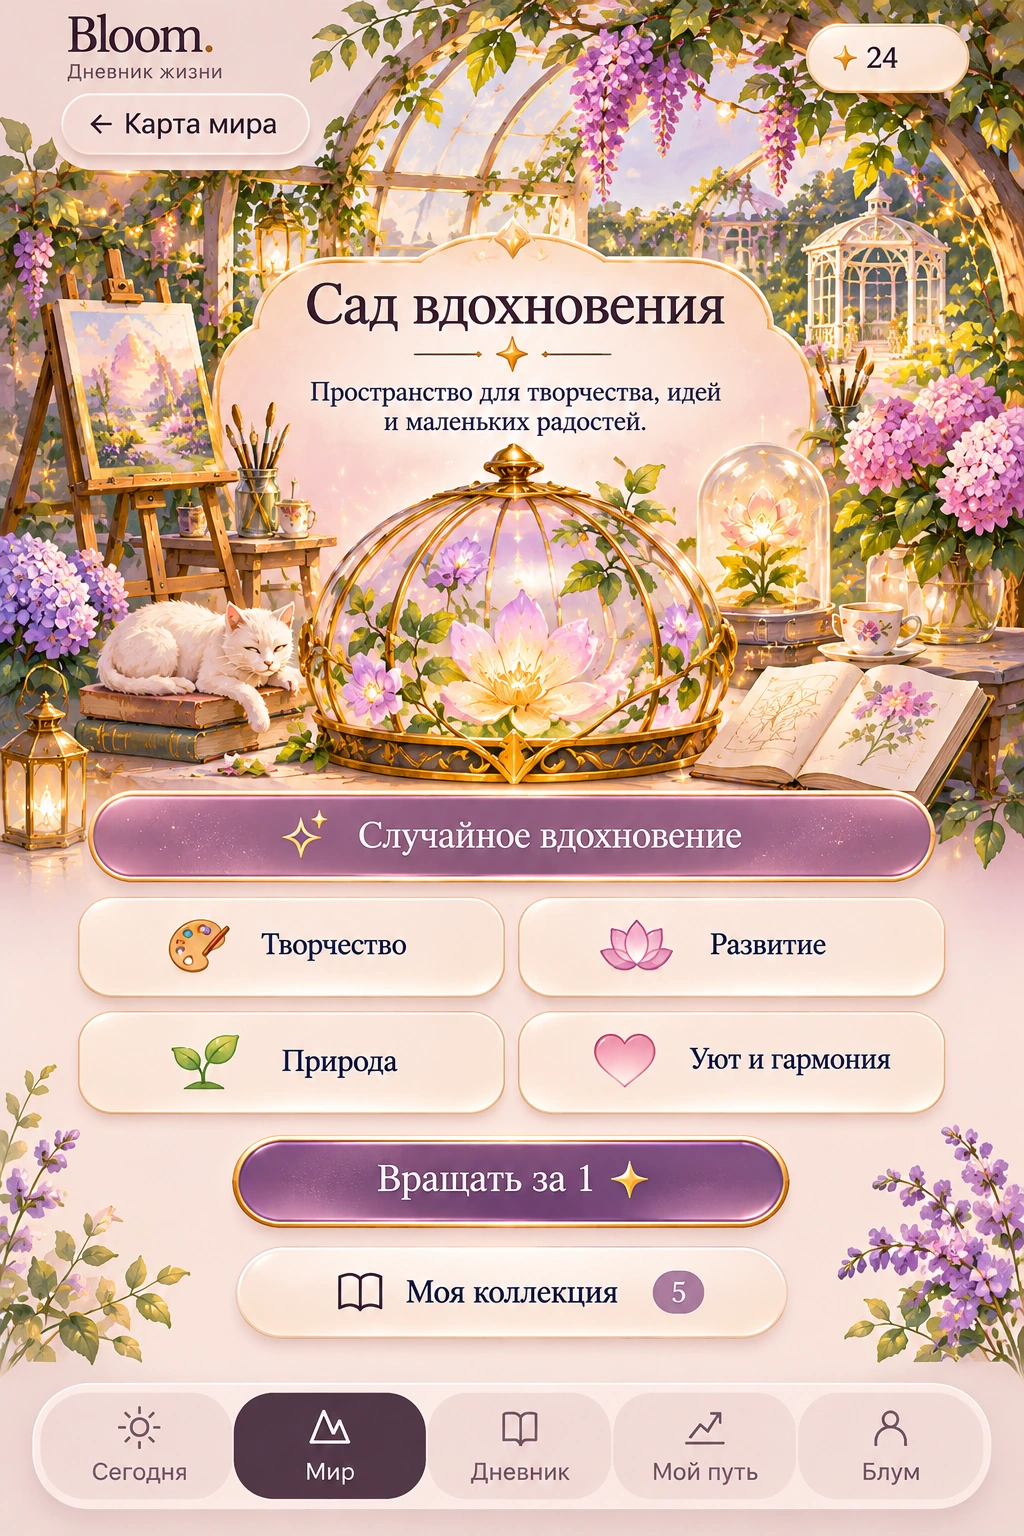 Bloom.
Дневник жизни
24
← Карта мира
Сад вдохновения
Пространство для творчества, идей
и маленьких радостей.
Случайное вдохновение
Творчество
Развитие
Природа
Уют и гармония
Вращать за 1
Моя коллекция 5
Сегодня
Мир
Дневник
Мой путь
Блум